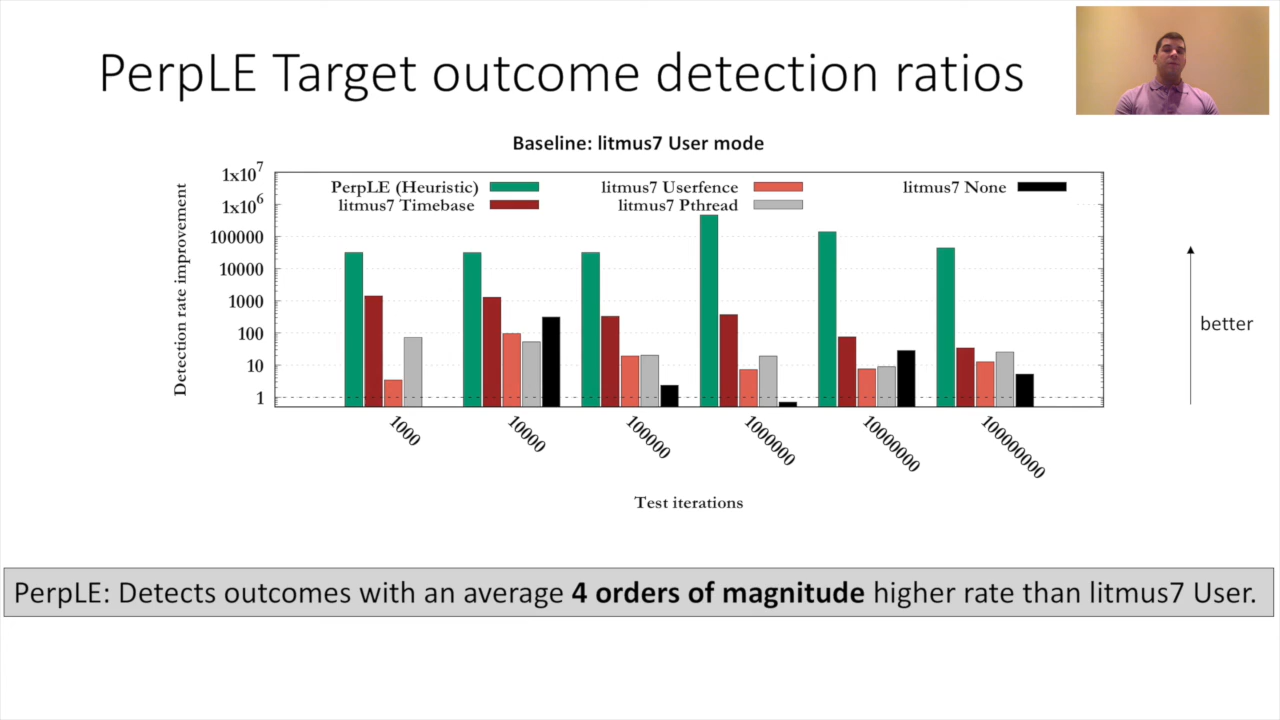 PerpLE Target outcome detection ratios
Baseline: litmus7 User mode
Detection rate improvement
1x10^7
1x10^6
100000
10000
1000
100
10
1
PerpLE (Heuristic)
litmus7 Timebase
litmus7 Userfence
litmus7 Pthread
litmus7 None
1000
10000
100000
1000000
10000000
100000000
Test iterations
better
PerpLE: Detects outcomes with an average 4 orders of magnitude higher rate than litmus7 User.